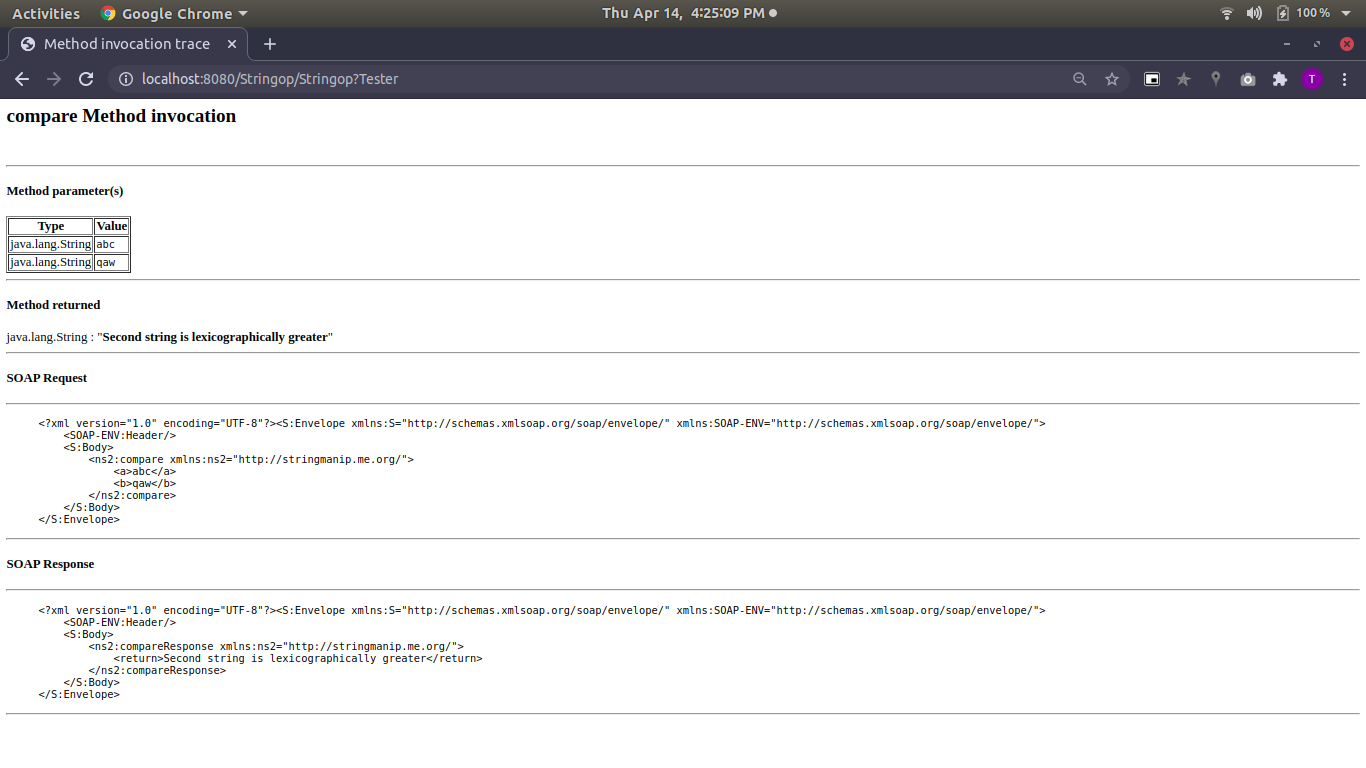 Activities Google Chrome Thu Apr 14, 4:25:09 PM 100 %
Method invocation trace
localhost:8080/Stringop/Stringop?Tester T
compare Method invocation
Method parameter(s)
Type Value
java.lang.String abc
java.lang.String qaw
Method returned
java.lang.String : "Second string is lexicographically greater"
SOAP Request
<?xml version="1.0" encoding="UTF-8"?><S:Envelope xmlns:S="http://schemas.xmlsoap.org/soap/envelope/" xmlns:SOAP-ENV="http://schemas.xmlsoap.org/soap/envelope/">
<SOAP-ENV:Header/>
<S:Body>
<ns2:compare xmlns:ns2="http://stringmanip.me.org/">
<a>abc</a>
<b>qaw</b>
</ns2:compare>
</S:Body>
</S:Envelope>
SOAP Response
<?xml version="1.0" encoding="UTF-8"?><S:Envelope xmlns:S="http://schemas.xmlsoap.org/soap/envelope/" xmlns:SOAP-ENV="http://schemas.xmlsoap.org/soap/envelope/">
<SOAP-ENV:Header/>
<S:Body>
<ns2:compareResponse xmlns:ns2="http://stringmanip.me.org/">
<return>Second string is lexicographically greater</return>
</ns2:compareResponse>
</S:Body>
</S:Envelope>